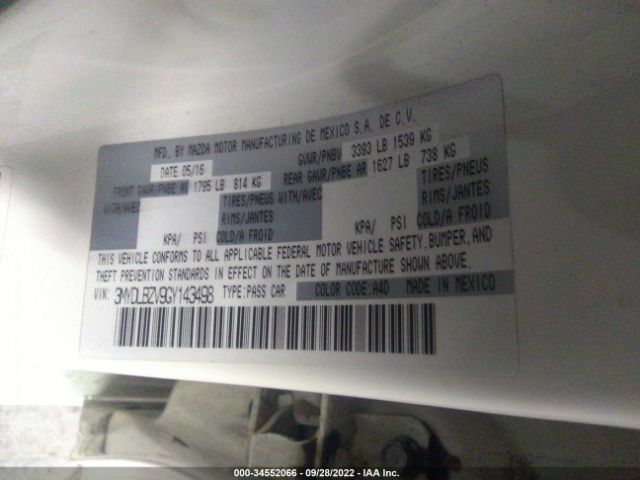 MFD. BY MAZDA MOTOR MANUFACTURING DE MEXICO S.A. DE C.V.
DATE 05/16 GVWR/PNBV 3393 LB 1539 KG
FRONT GAWR/PNBE AV 1795 LB 814 KG REAR GAWR/PNBE AR 1627 LB 738 KG
WITH/AVEC TIRES/PNEUS WITH/AVEC TIRES/PNEUS
RIMS/JANTES RIMS/JANTES
KPA/ PSI COLD/A FROID KPA/ PSI COLD/A FROID
THIS VEHICLE CONFORMS TO ALL APPLICABLE FEDERAL MOTOR VEHICLE SAFETY, BUMPER, AND
THEFT PREVENTION STANDARDS IN EFFECT ON THE DATE OF MANUFACTURE SHOWN ABOVE.
VIN: 3MYDLBZV9GY143498 TYPE: PASS CAR COLOR CODE: A4D MADE IN MEXICO
000-34552066 - 09/28/2022 - IAA Inc.